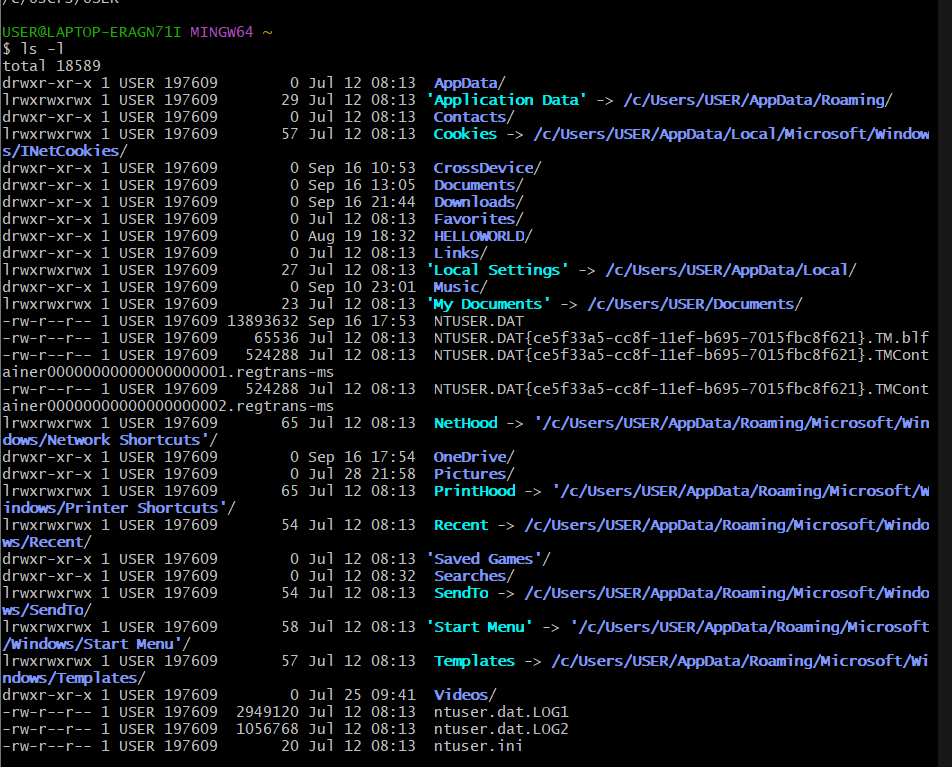 /c/Users/USER
USER@LAPTOP-ERAGN71I MINGW64 ~
$ ls -l
total 18589
drwxr-xr-x 1 USER 197609        0 Jul 12 08:13  AppData/
lrwxrwxrwx 1 USER 197609       29 Jul 12 08:13 'Application Data' -> /c/Users/USER/AppData/Roaming/
drwxr-xr-x 1 USER 197609        0 Jul 12 08:13  Contacts/
lrwxrwxrwx 1 USER 197609       57 Jul 12 08:13  Cookies -> /c/Users/USER/AppData/Local/Microsoft/Window
s/INetCookies/
drwxr-xr-x 1 USER 197609        0 Sep 16 10:53  CrossDevice/
drwxr-xr-x 1 USER 197609        0 Sep 16 13:05  Documents/
drwxr-xr-x 1 USER 197609        0 Sep 16 21:44  Downloads/
drwxr-xr-x 1 USER 197609        0 Jul 12 08:13  Favorites/
drwxr-xr-x 1 USER 197609        0 Aug 19 18:32  HELLOWORLD/
drwxr-xr-x 1 USER 197609        0 Jul 12 08:13  Links/
lrwxrwxrwx 1 USER 197609       27 Jul 12 08:13 'Local Settings' -> /c/Users/USER/AppData/Local/
drwxr-xr-x 1 USER 197609        0 Sep 10 23:01  Music/
lrwxrwxrwx 1 USER 197609       23 Jul 12 08:13 'My Documents' -> /c/Users/USER/Documents/
-rw-r--r-- 1 USER 197609 13893632 Sep 16 17:53  NTUSER.DAT
-rw-r--r-- 1 USER 197609    65536 Jul 12 08:13  NTUSER.DAT{ce5f33a5-cc8f-11ef-b695-7015fbc8f621}.TM.blf
-rw-r--r-- 1 USER 197609   524288 Jul 12 08:13  NTUSER.DAT{ce5f33a5-cc8f-11ef-b695-7015fbc8f621}.TMCont
ainer00000000000000000001.regtrans-ms
-rw-r--r-- 1 USER 197609   524288 Jul 12 08:13  NTUSER.DAT{ce5f33a5-cc8f-11ef-b695-7015fbc8f621}.TMCont
ainer00000000000000000002.regtrans-ms
lrwxrwxrwx 1 USER 197609       65 Jul 12 08:13  NetHood -> '/c/Users/USER/AppData/Roaming/Microsoft/Win
dows/Network Shortcuts'/
drwxr-xr-x 1 USER 197609        0 Sep 16 17:54  OneDrive/
drwxr-xr-x 1 USER 197609        0 Jul 28 21:58  Pictures/
lrwxrwxrwx 1 USER 197609       65 Jul 12 08:13  PrintHood -> '/c/Users/USER/AppData/Roaming/Microsoft/W
indows/Printer Shortcuts'/
lrwxrwxrwx 1 USER 197609       54 Jul 12 08:13  Recent -> /c/Users/USER/AppData/Roaming/Microsoft/Windo
ws/Recent/
drwxr-xr-x 1 USER 197609        0 Jul 12 08:13 'Saved Games'/
drwxr-xr-x 1 USER 197609        0 Jul 12 08:32  Searches/
lrwxrwxrwx 1 USER 197609       54 Jul 12 08:13  SendTo -> /c/Users/USER/AppData/Roaming/Microsoft/Windo
ws/SendTo/
lrwxrwxrwx 1 USER 197609       58 Jul 12 08:13 'Start Menu' -> '/c/Users/USER/AppData/Roaming/Microsoft
/Windows/Start Menu'/
lrwxrwxrwx 1 USER 197609       57 Jul 12 08:13  Templates -> /c/Users/USER/AppData/Roaming/Microsoft/Wi
ndows/Templates/
drwxr-xr-x 1 USER 197609        0 Jul 25 09:41  Videos/
-rw-r--r-- 1 USER 197609  2949120 Jul 12 08:13  ntuser.dat.LOG1
-rw-r--r-- 1 USER 197609  1056768 Jul 12 08:13  ntuser.dat.LOG2
-rw-r--r-- 1 USER 197609       20 Jul 12 08:13  ntuser.ini